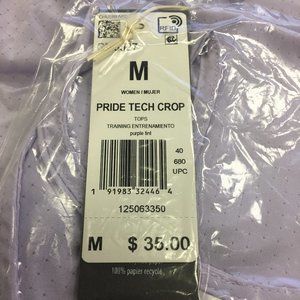 RFID
M
WOMEN / MUJER
PRIDE TECH CROP
TOPS
TRAINING ENTRENAMIENTO
purple tint
40
680
UPC
1 91983 32446 4
125063350
M $ 35.00
100% papier recyclé